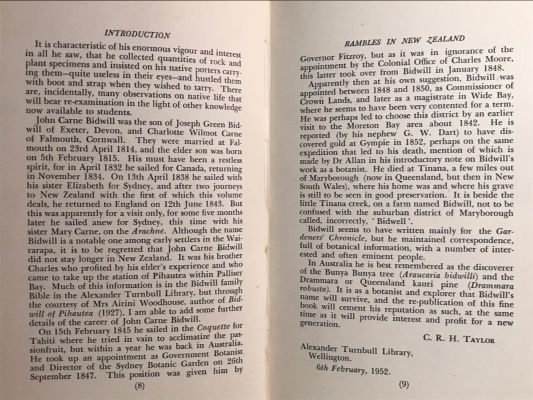 INTRODUCTION
It is characteristic of his enormous vigour and interest
in all he saw, that he collected quantities of rock and
plant specimens and insisted on his native porters carry-
ing them—quite useless in their eyes—and hustled them
with boot and strap when they wished to tarry. There
are, incidentally, many observations on native life that
will bear re-examination in the light of other knowledge
now available to students.
John Carne Bidwill was the son of Joseph Green Bid-
will of Exeter, Devon, and Charlotte Wilmot Carne
of Falmouth, Cornwall. They were married at Fal-
mouth on 23rd April 1814, and the elder son was born
on 5th February 1815. His must have been a restless
spirit, for in April 1832 he sailed for Canada, returning
in November 1834. On 13th April 1838 he sailed with
his sister Elizabeth for Sydney, and after two journeys
to New Zealand with the first of which this volume
deals, he returned to England on 12th June 1843. But
this was apparently for a visit only, for some five months
later he sailed anew for Sydney, this time with his
sister Mary Carne, on the Arachne. Although the name
Bidwill is a notable one among early settlers in the Wai-
rarapa, it is to be regretted that John Carne Bidwill
did not stay longer in New Zealand. It was his brother
Charles who profited by his elder's experience and who
came to take up the station of Pihautea within Palliser
Bay. Much of this information is in the Bidwill family
Bible in the Alexander Turnbull Library, but through
the courtesy of Mrs Airini Woodhouse, author of Bid-
will of Pihautea (1927), I am able to add some further
details of the career of John Carne Bidwill.
On 15th February 1845 he sailed in the Coquette for
Tahiti where he tried in vain to acclimatize the pas-
sionfruit, but within a year he was back in Australia.
He took up an appointment as Government Botanist
and Director of the Sydney Botanic Garden on 26th
September 1847. This position was given him by
(8)
RAMBLES IN NEW ZEALAND
Governor Fitzroy, but as it was in ignorance of the
appointment by the Colonial Office of Charles Moore,
this latter took over from Bidwill in January 1848.
Apparently then at his own suggestion, Bidwill was
appointed between 1848 and 1850, as Commissioner of
Crown Lands, and later as a magistrate in Wide Bay,
where he seems to have been very contented for a term.
He was perhaps led to choose this district by an earlier
visit to the Moreton Bay area about 1842. He is
reported (by his nephew G. W. Dart) to have dis-
covered gold at Gympie in 1852, perhaps on the same
expedition that led to his death, mention of which is
made by Dr Allan in his introductory note on Bidwill's
work as a botanist. He died at Tinana, a few miles out
of Maryborough (now in Queensland, but then in New
South Wales), where his home was and where his grave
is still to be seen in good preservation. It is beside the
little Tinana creek, on a farm named Bidwill, not to be
confused with the suburban district of Maryborough
called, incorrectly, 'Bidwell'.
Bidwill seems to have written mainly for the Gar-
deners' Chronicle, but he maintained correspondence,
full of botanical information, with a number of inter-
ested and often eminent people.
In Australia he is best remembered as the discoverer
of the Bunya Bunya tree (Araucaria bidwilli) and the
Drammara or Queensland kauri pine (Drammara
robusta). It is as a botanist and explorer that Bidwill's
name will survive, and the re-publication of this fine
book will cement his reputation as such, at the same
time as it will provide interest and profit for a new
generation.
C. R. H. TAYLOR
Alexander Turnbull Library,
Wellington.
6th February, 1952.
(9)